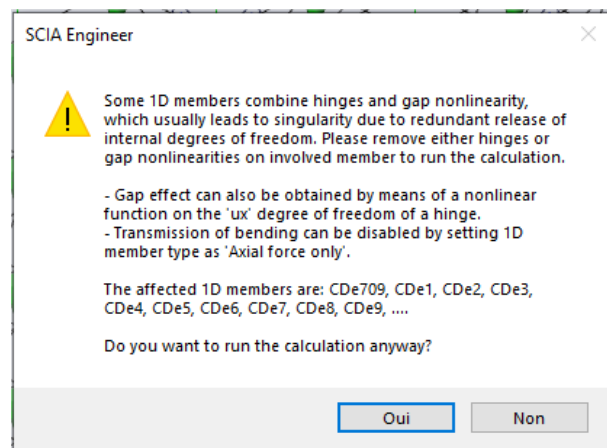 SCIA Engineer
Some 1D members combine hinges and gap nonlinearity,
which usually leads to singularity due to redundant release of
internal degrees of freedom. Please remove either hinges or
gap nonlinearities on involved member to run the calculation.
- Gap effect can also be obtained by means of a nonlinear
function on the 'ux' degree of freedom of a hinge.
- Transmission of bending can be disabled by setting 1D
member type as 'Axial force only'.
The affected 1D members are: CDe709, CDe1, CDe2, CDe3,
CDe4, CDe5, CDe6, CDe7, CDe8, CDe9, ....
Do you want to run the calculation anyway?
Oui
Non